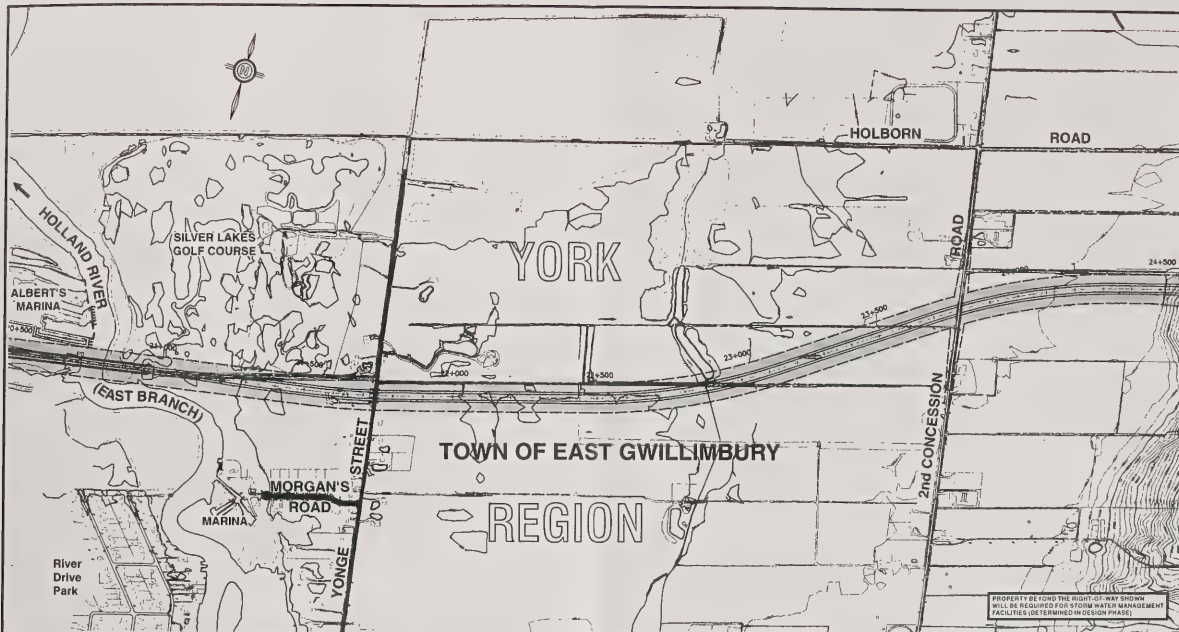 N
HOLBORN
ROAD
HOLLAND RIVER
SILVER LAKES
GOLF COURSE
YORK
ROAD
ALBERT'S
MARINA
24+500
23+500
23+000
22+000
(EAST BRANCH)
STREET
TOWN OF EAST GWILLIMBURY
2nd CONCESSION
MORGAN'S
ROAD
MARINA
REGION
River
Drive
Park
YONGE
PROPERTY BEYOND THE RIGHT-OF-WAY SHOWN
WILL BE REQUIRED FOR STORM WATER MANAGEMENT
FACILITIES (DETERMINED IN DESIGN PHASE)